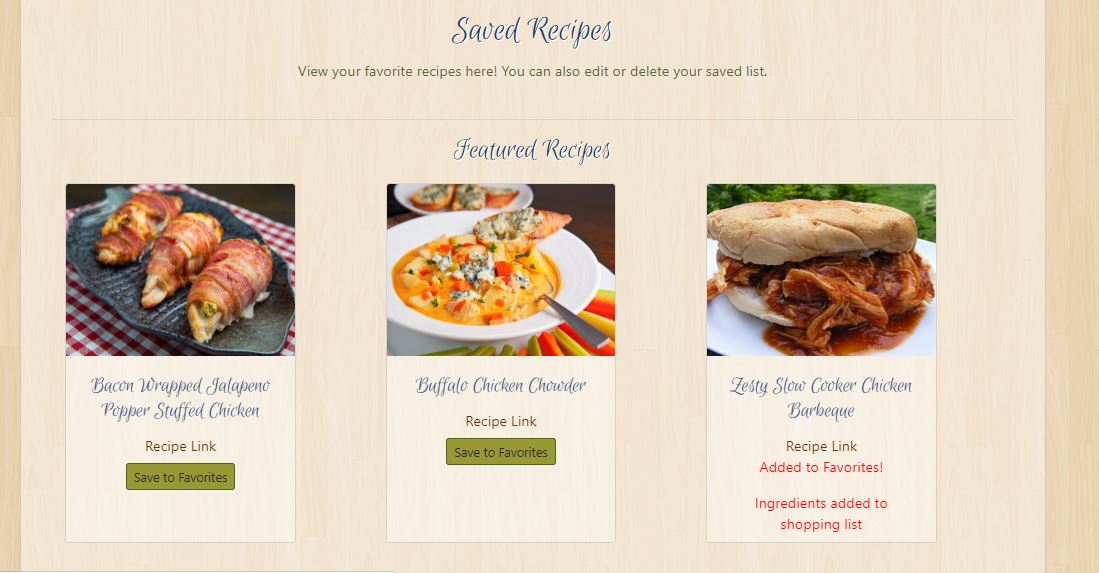 Saved Recipes
View your favorite recipes here! You can also edit or delete your saved list.
Featured Recipes
Bacon Wrapped Jalapeno
Popper Stuffed Chicken
Recipe Link
Save to Favorites
Buffalo Chicken Chowder
Recipe Link
Save to Favorites
Zesty Slow Cooker Chicken
Barbeque
Recipe Link
Added to Favorites!
Ingredients added to
shopping list